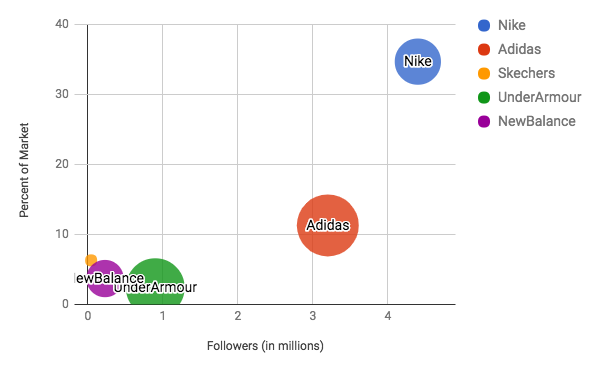 40
30
20
10
0
0
1
2
3
4
Percent of Market
Followers (in millions)
Nike
Adidas
ewBalance
UnderArmour
Nike
Adidas
Skechers
UnderArmour
NewBalance